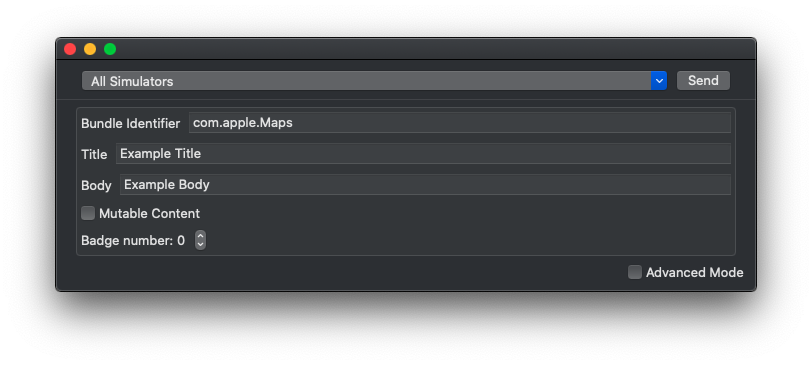 All Simulators Send
Bundle Identifier com.apple.Maps
Title Example Title
Body Example Body
Mutable Content
Badge number: 0
Advanced Mode